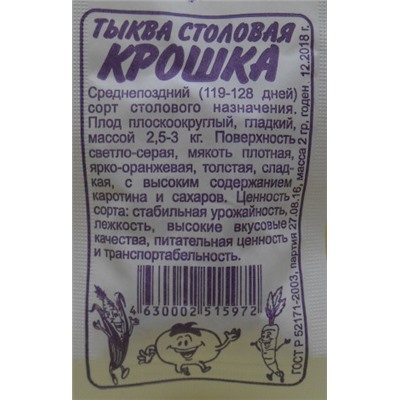 ТЫКВА СТОЛОВАЯ
КРОШКА
Среднепоздний (119-128 дней)
сорт столового назначения.
Плод плоскоокруглый, гладкий,
массой 2,5-3 кг. Поверхность
светло-серая, мякоть плотная,
ярко-оранжевая, толстая, слад-
кая, с высоким содержанием
каротина и сахаров. Ценность
сорта: стабильная урожайность,
лежкость, высокие вкусовые
качества, питательная ценность
и транспортабельность.
4 630002 515972
ГОСТ Р 52171-2003, партия 27.08.16, масса 2 гр, годен 12.2018 г.